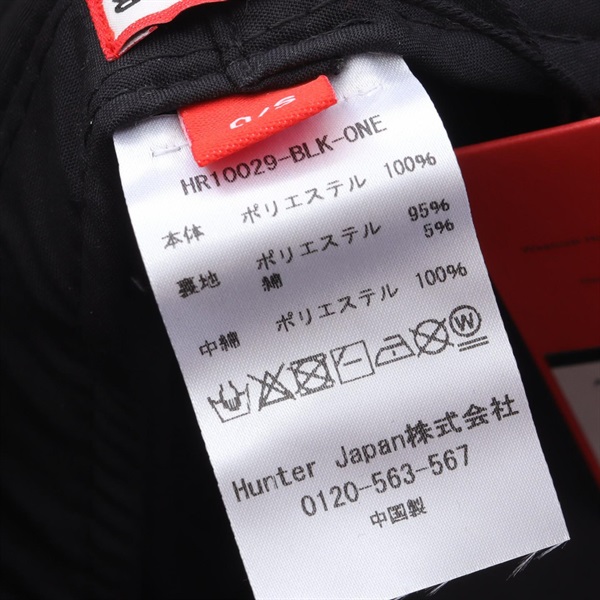 R
O/S
HR10029-BLK-ONE
本体 ポリエステル 100%
裏地 ポリエステル 95%
綿 5%
中綿 ポリエステル 100%
W
Hunter Japan株式会社
0120-563-567
中国製